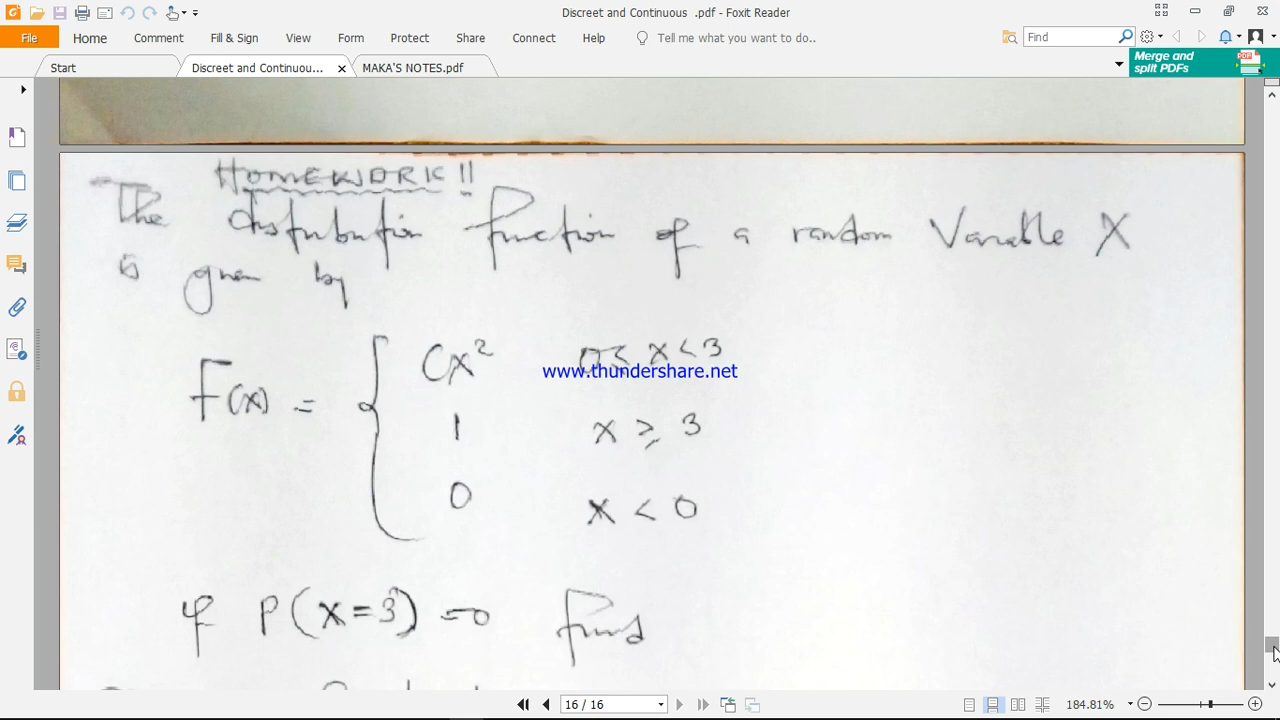 Discreet and Continuous .pdf - Foxit Reader
File Home Comment Fill & Sign View Form Protect Share Connect Help Tell me what you want to do.. Find
Start Discreet and Continuou... MAKA'S NOTES.pdf Merge and
split PDFs
HOMEWORK !!
The distribution function of a random Variable X
is given by
Cx² 0≤ x < 3
www.thundershare.net
F(x) =
1 x ≥ 3
0 x < 0
if P(X=3) =0 find
16 / 16 184.81%